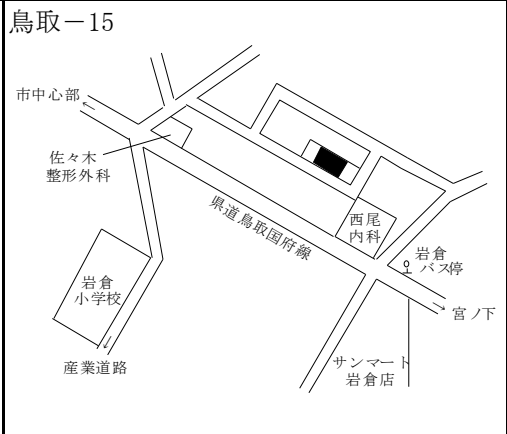 鳥取－15
市中心部
佐々木
整形外科
県道鳥取国府線
西尾
内科
岩倉
バス停
宮ノ下
岩倉
小学校
産業道路
サンマート
岩倉店